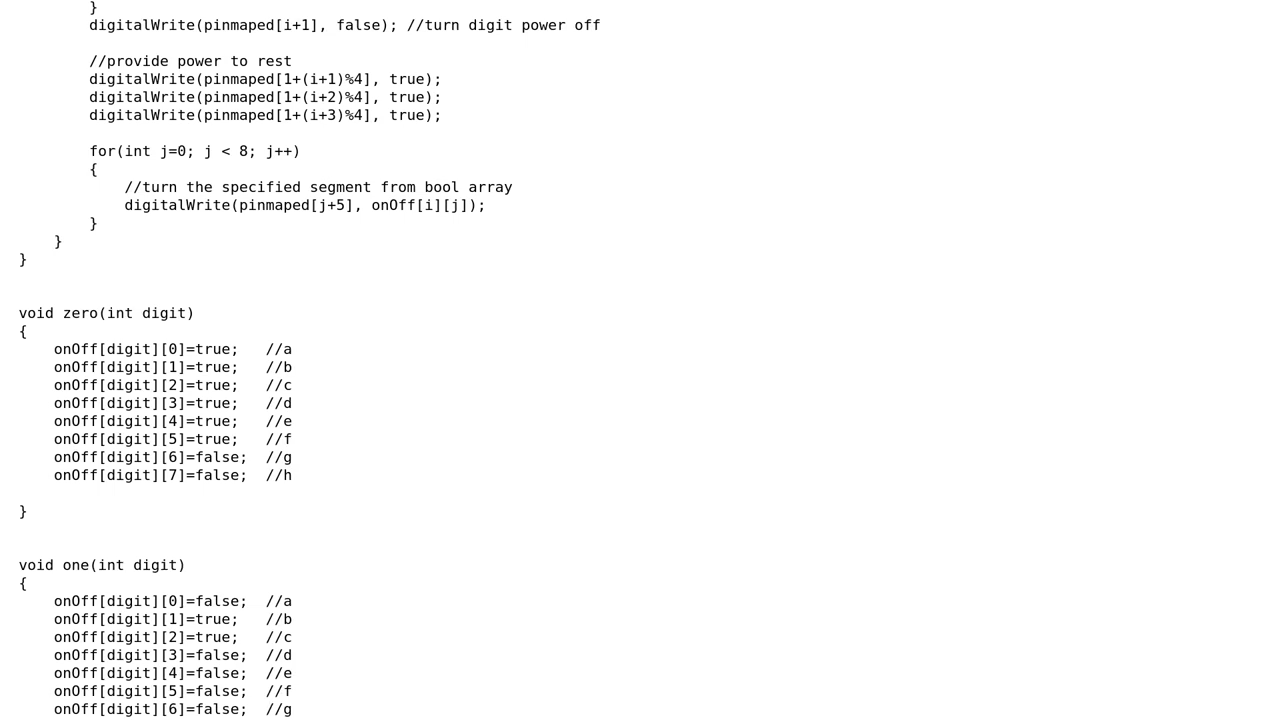 }
        digitalWrite(pinmaped[i+1], false); //turn digit power off

        //provide power to rest
        digitalWrite(pinmaped[1+(i+1)%4], true);
        digitalWrite(pinmaped[1+(i+2)%4], true);
        digitalWrite(pinmaped[1+(i+3)%4], true);

        for(int j=0; j < 8; j++)
        {
            //turn the specified segment from bool array
            digitalWrite(pinmaped[j+5], onOff[i][j]);
        }
    }
}


void zero(int digit)
{
    onOff[digit][0]=true;   //a
    onOff[digit][1]=true;   //b
    onOff[digit][2]=true;   //c
    onOff[digit][3]=true;   //d
    onOff[digit][4]=true;   //e
    onOff[digit][5]=true;   //f
    onOff[digit][6]=false;  //g
    onOff[digit][7]=false;  //h

}


void one(int digit)
{
    onOff[digit][0]=false;  //a
    onOff[digit][1]=true;   //b
    onOff[digit][2]=true;   //c
    onOff[digit][3]=false;  //d
    onOff[digit][4]=false;  //e
    onOff[digit][5]=false;  //f
    onOff[digit][6]=false;  //g